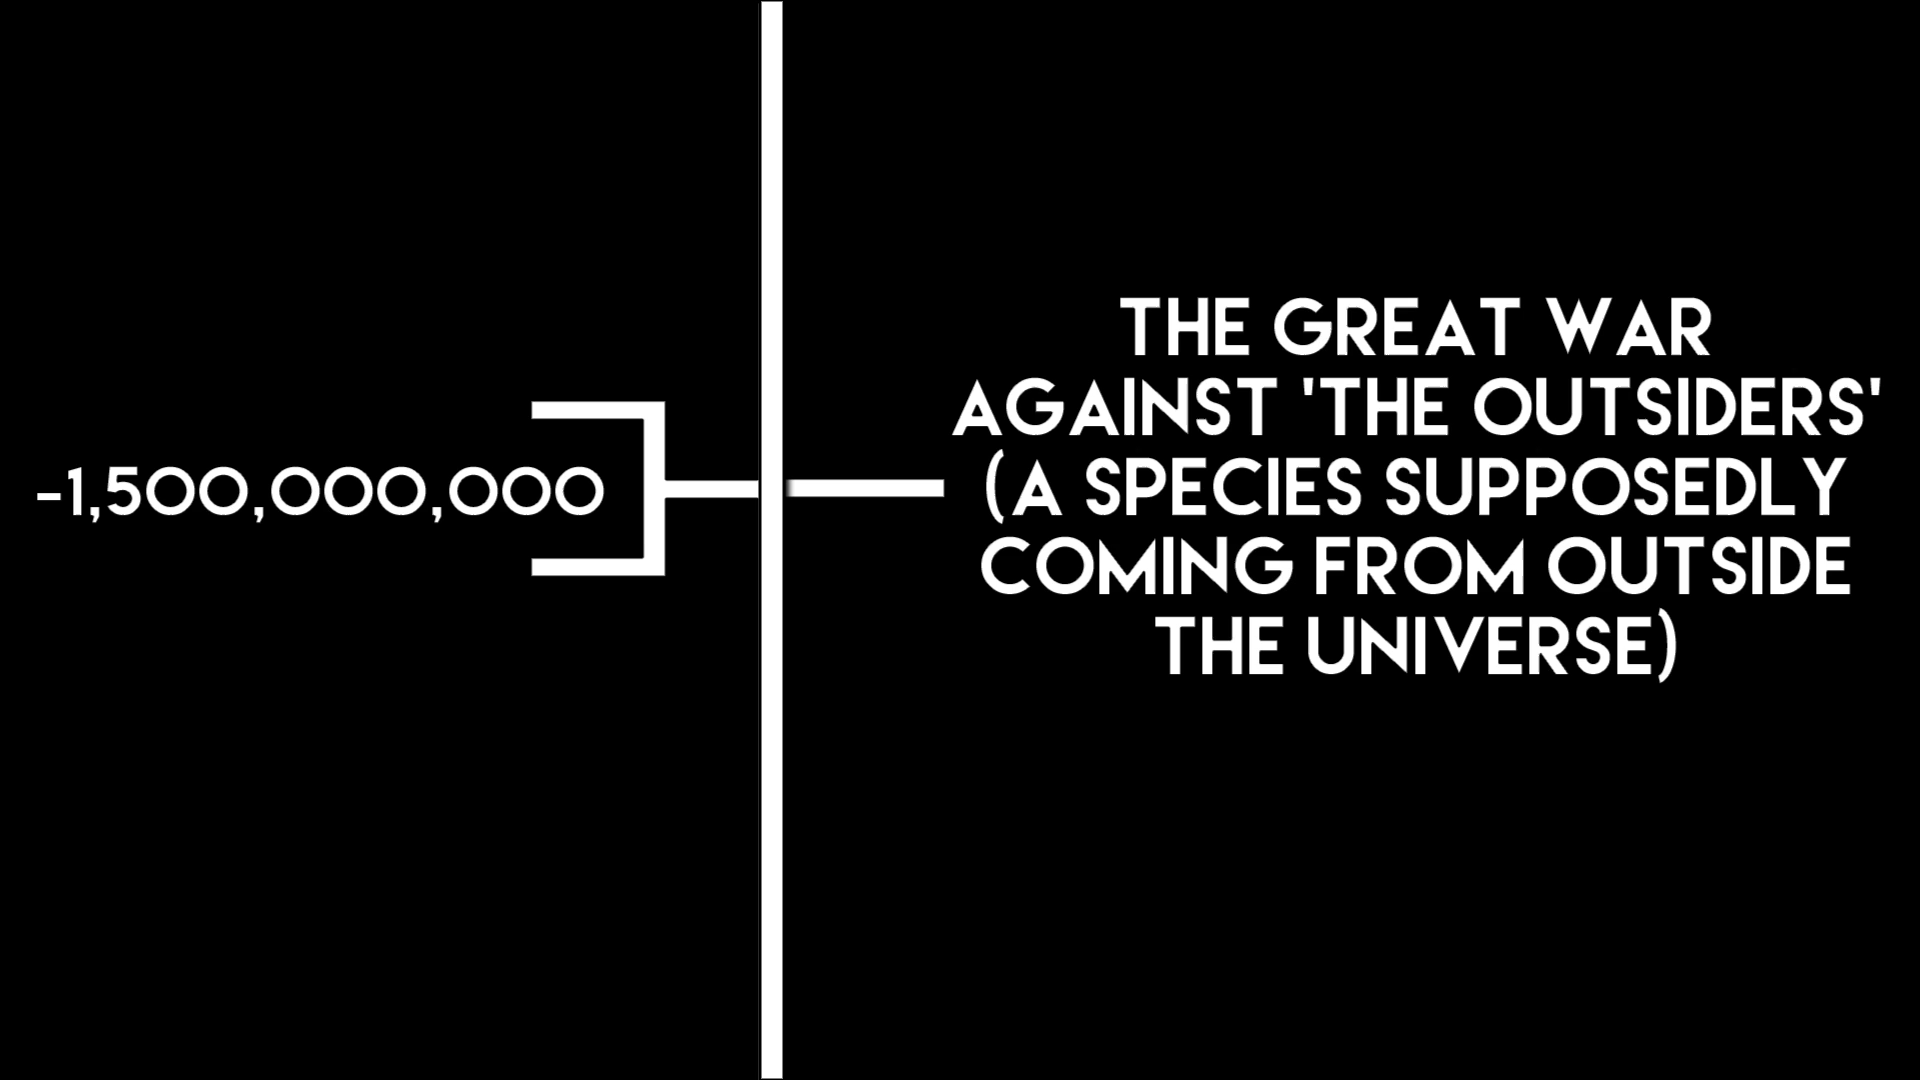 -1,500,000,000
THE GREAT WAR
AGAINST 'THE OUTSIDERS'
(A SPECIES SUPPOSEDLY
COMING FROM OUTSIDE
THE UNIVERSE)